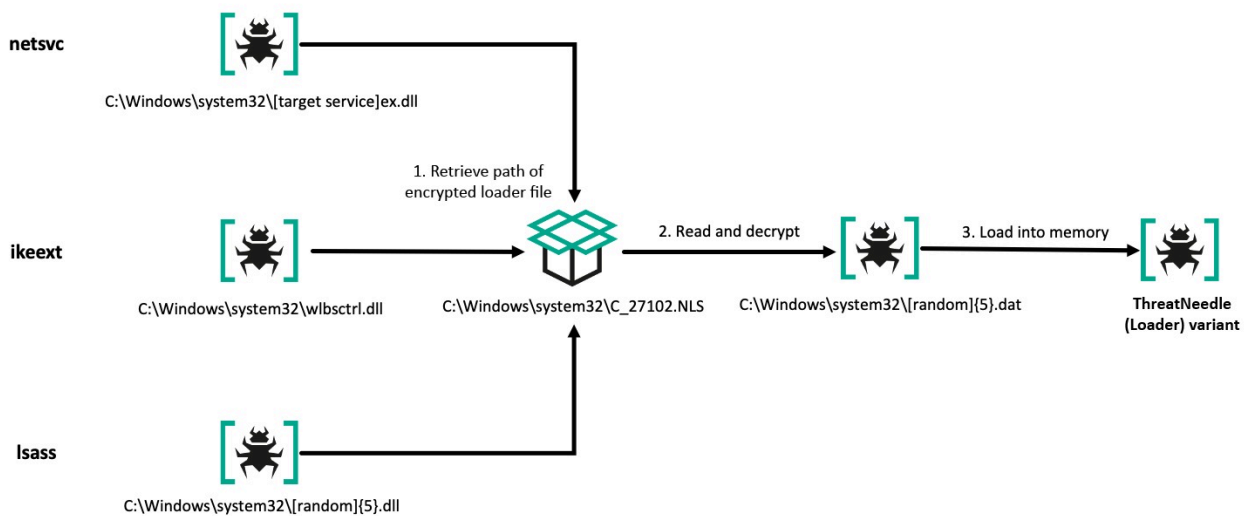 netsvc
C:\Windows\system32\[target service]ex.dll
1. Retrieve path of
encrypted loader file
ikeext
C:\Windows\system32\wlbsctrl.dll
C:\Windows\system32\C_27102.NLS
2. Read and decrypt
C:\Windows\system32\[random]{5}.dat
3. Load into memory
ThreatNeedle
(Loader) variant
lsass
C:\Windows\system32\[random]{5}.dll